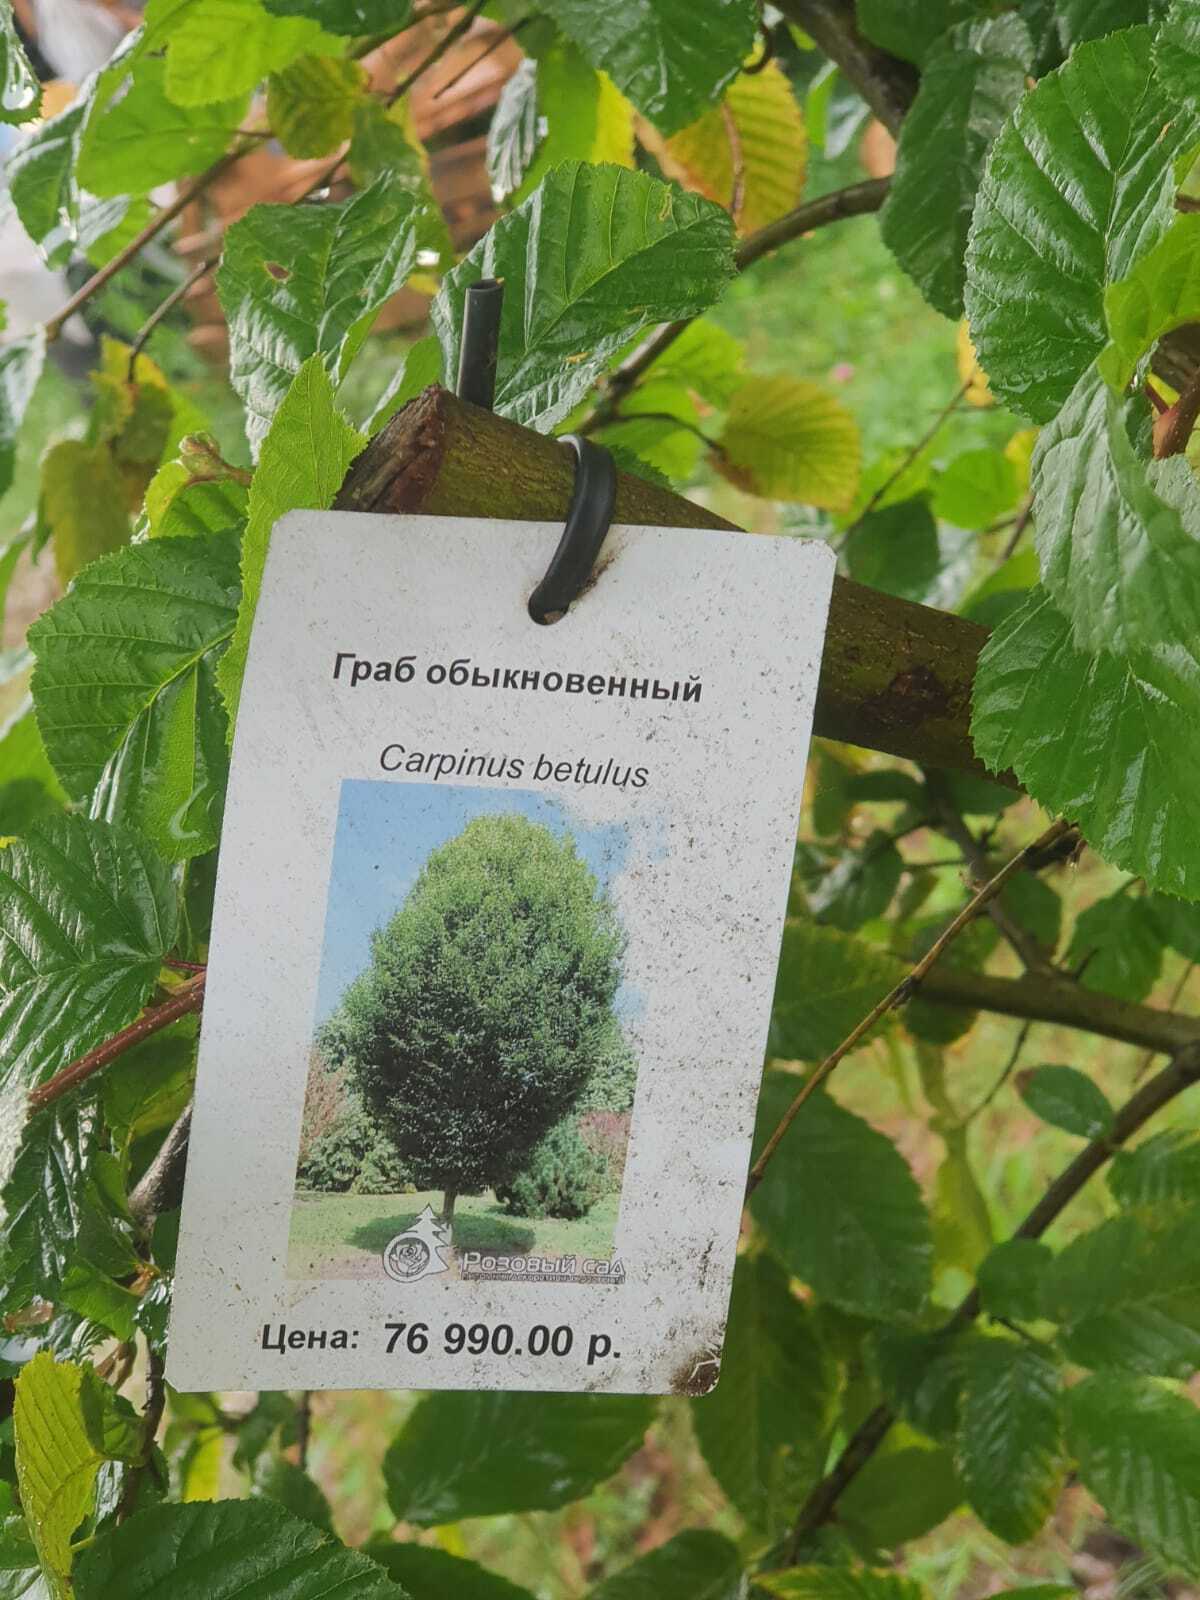 Граб обыкновенный
Carpinus betulus
Розовый сад
Цена: 76 990.00 р.